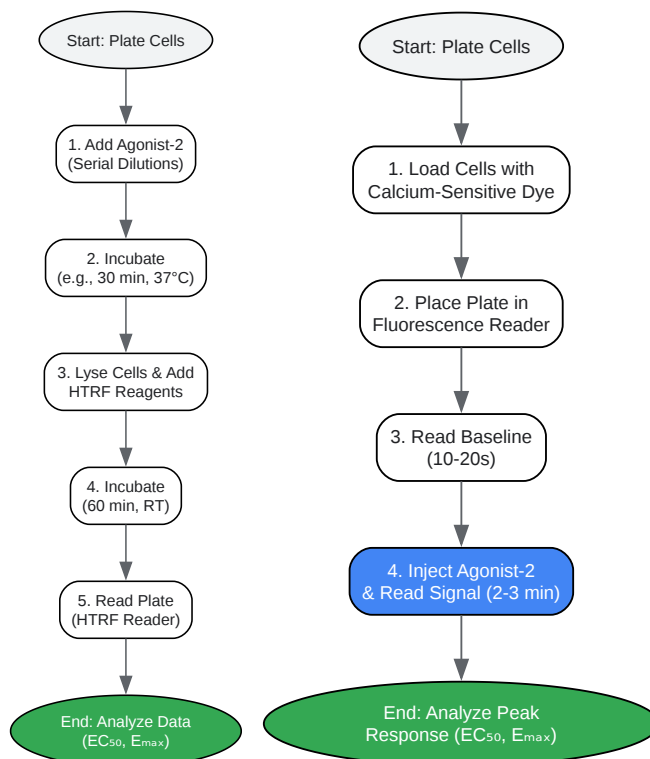 Start: Plate Cells
1. Add Agonist-2
(Serial Dilutions)
2. Incubate
(e.g., 30 min, 37°C)
3. Lyse Cells & Add
HTRF Reagents
4. Incubate
(60 min, RT)
5. Read Plate
(HTRF Reader)
End: Analyze Data
(EC₅₀, Eₘₐₓ)
Start: Plate Cells
1. Load Cells with
Calcium-Sensitive Dye
2. Place Plate in
Fluorescence Reader
3. Read Baseline
(10-20s)
4. Inject Agonist-2
& Read Signal (2-3 min)
End: Analyze Peak
Response (EC₅₀, Eₘₐₓ)